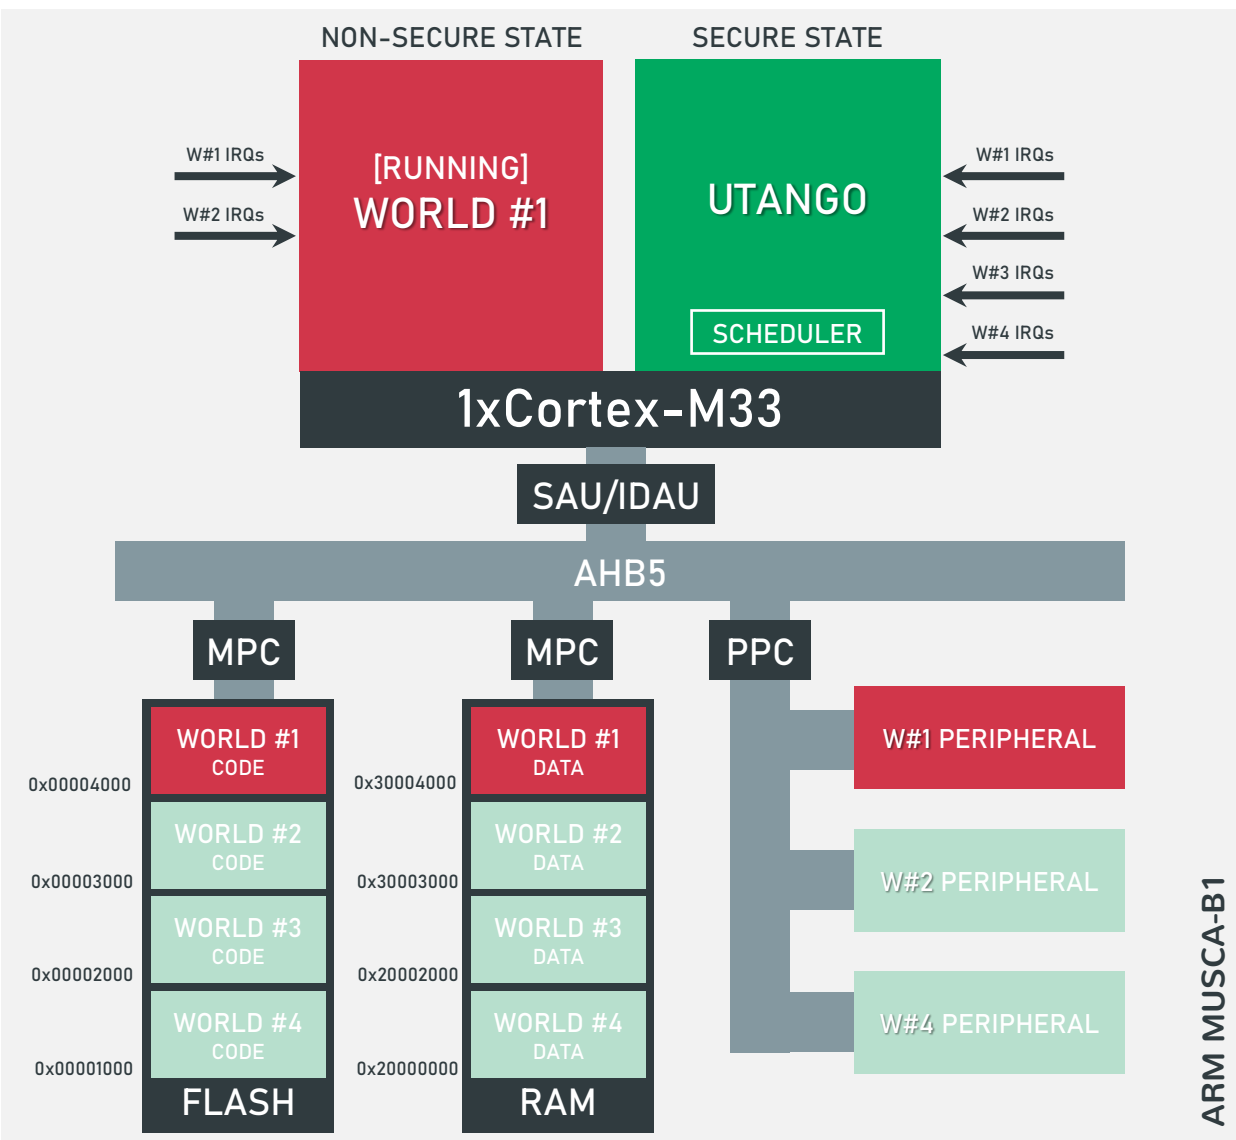 NON-SECURE STATE
SECURE STATE
[RUNNING]
WORLD #1
UTANGO
SCHEDULER
W#1 IRQs
W#2 IRQs
W#1 IRQs
W#2 IRQs
W#3 IRQs
W#4 IRQs
1xCortex-M33
SAU/IDAU
AHB5
MPC
MPC
PPC
WORLD #1
CODE
0x00004000
WORLD #2
CODE
0x00003000
WORLD #3
CODE
0x00002000
WORLD #4
CODE
0x00001000
FLASH
WORLD #1
DATA
0x30004000
WORLD #2
DATA
0x30003000
WORLD #3
DATA
0x20002000
WORLD #4
DATA
0x20000000
RAM
W#1 PERIPHERAL
W#2 PERIPHERAL
W#4 PERIPHERAL
ARM MUSCA-B1